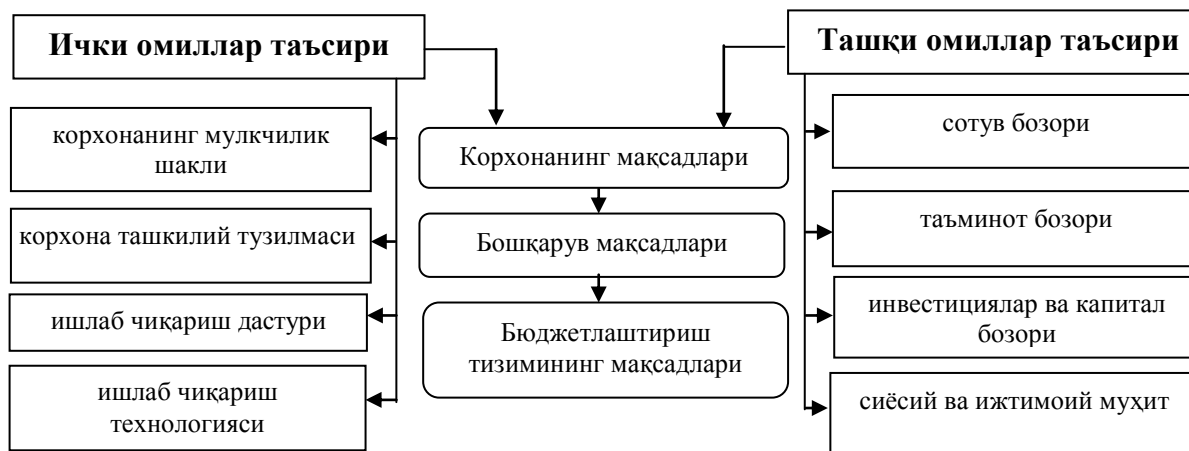 Ички омиллар таъсири
корхонанинг мулкчилик
шакли
корхона ташкилий тузилмаси
ишлаб чиқариш дастури
ишлаб чиқариш
технологияси
Корхонанинг мақсадлари
Бошқарув мақсадлари
Бюджетлаштириш
тизимининг мақсадлари
Ташқи омиллар таъсири
сотув бозори
таъминот бозори
инвестициялар ва капитал
бозори
сиёсий ва ижтимоий муҳит